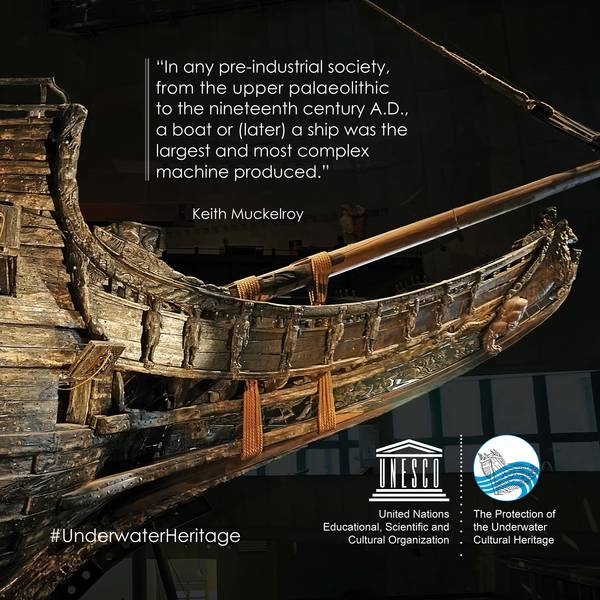 “In any pre-industrial society,
from the upper palaeolithic
to the nineteenth century A.D.,
a boat or (later) a ship was the
largest and most complex
machine produced.”
Keith Muckelroy
UNESCO
United Nations
Educational, Scientific and
Cultural Organization
The Protection of
the Underwater
Cultural Heritage
#UnderwaterHeritage